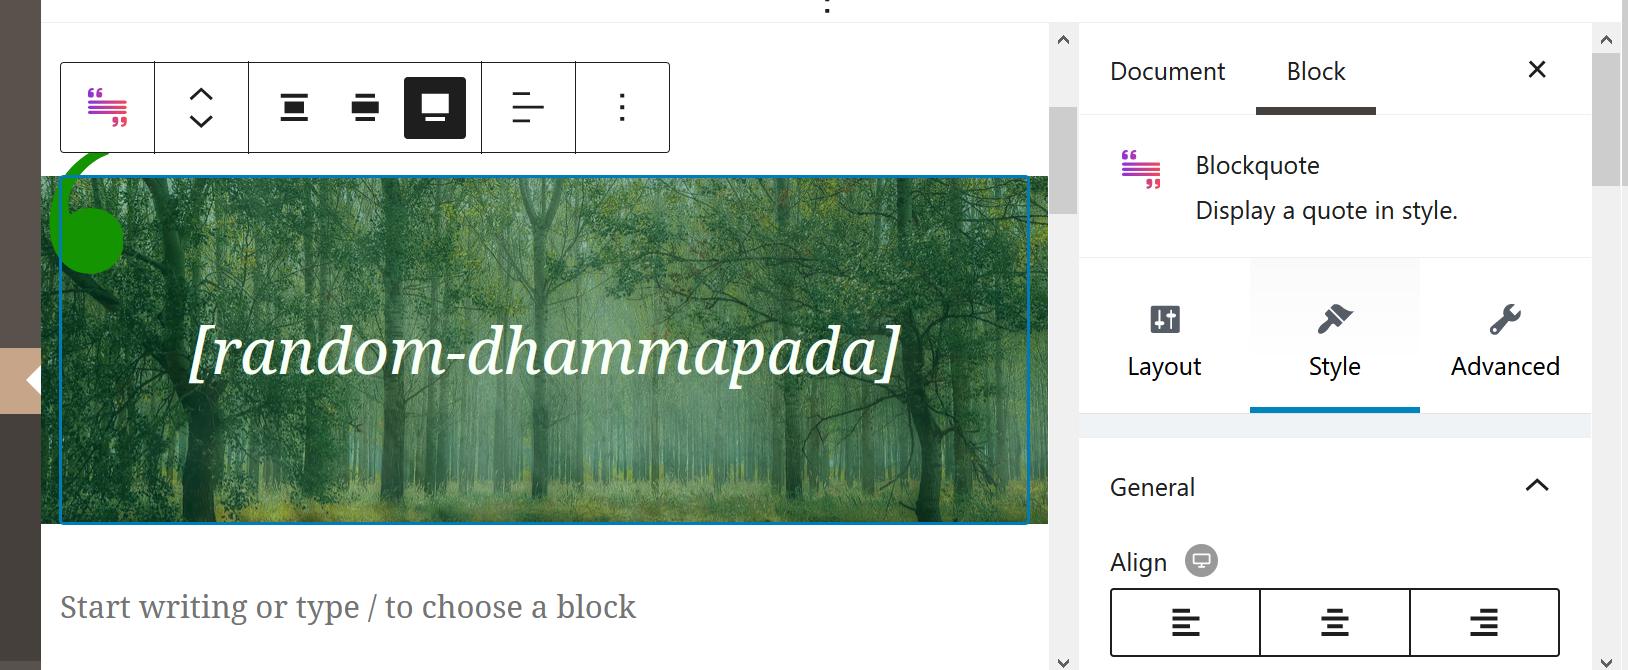 Document Block
Blockquote
Display a quote in style.
Layout Style Advanced
General
Align
[random-dhammapada]
Start writing or type / to choose a block